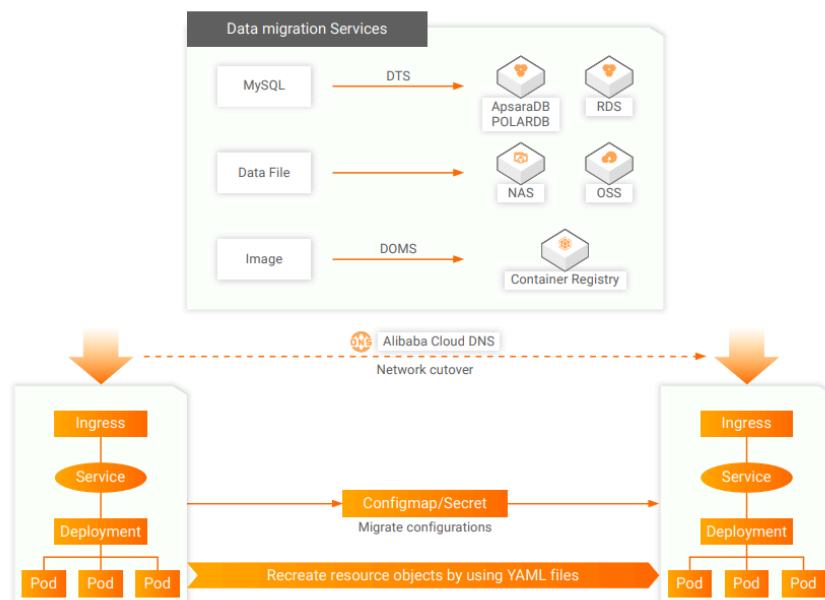 Data migration Services
MySQL
DTS
ApsaraDB
POLARDB
RDS
Data File
NAS
OSS
Image
DOMS
Container Registry
DNS
Alibaba Cloud DNS
Network cutover
Ingress
Service
Deployment
Pod
Pod
Pod
Configmap/Secret
Migrate configurations
Recreate resource objects by using YAML files
Ingress
Service
Deployment
Pod
Pod
Pod